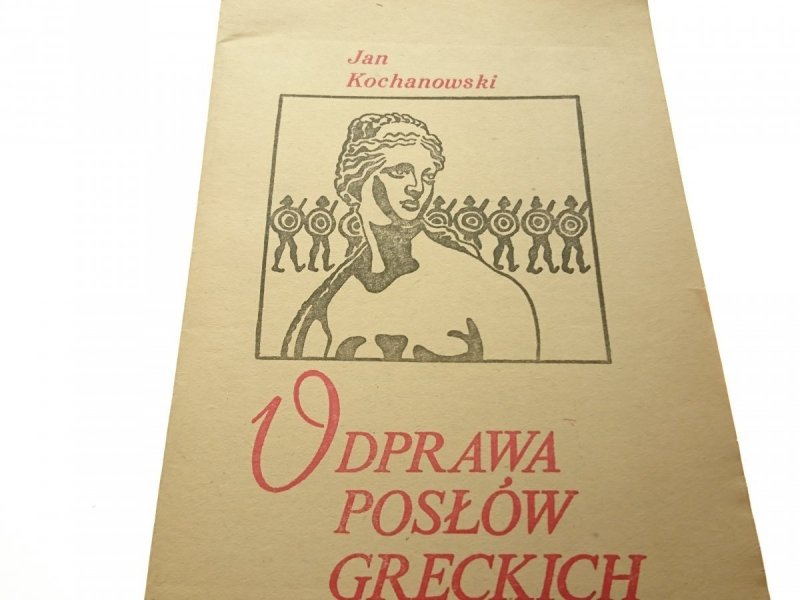 Jan
Kochanowski
ODPRAWA
POSŁÓW
GRECKICH